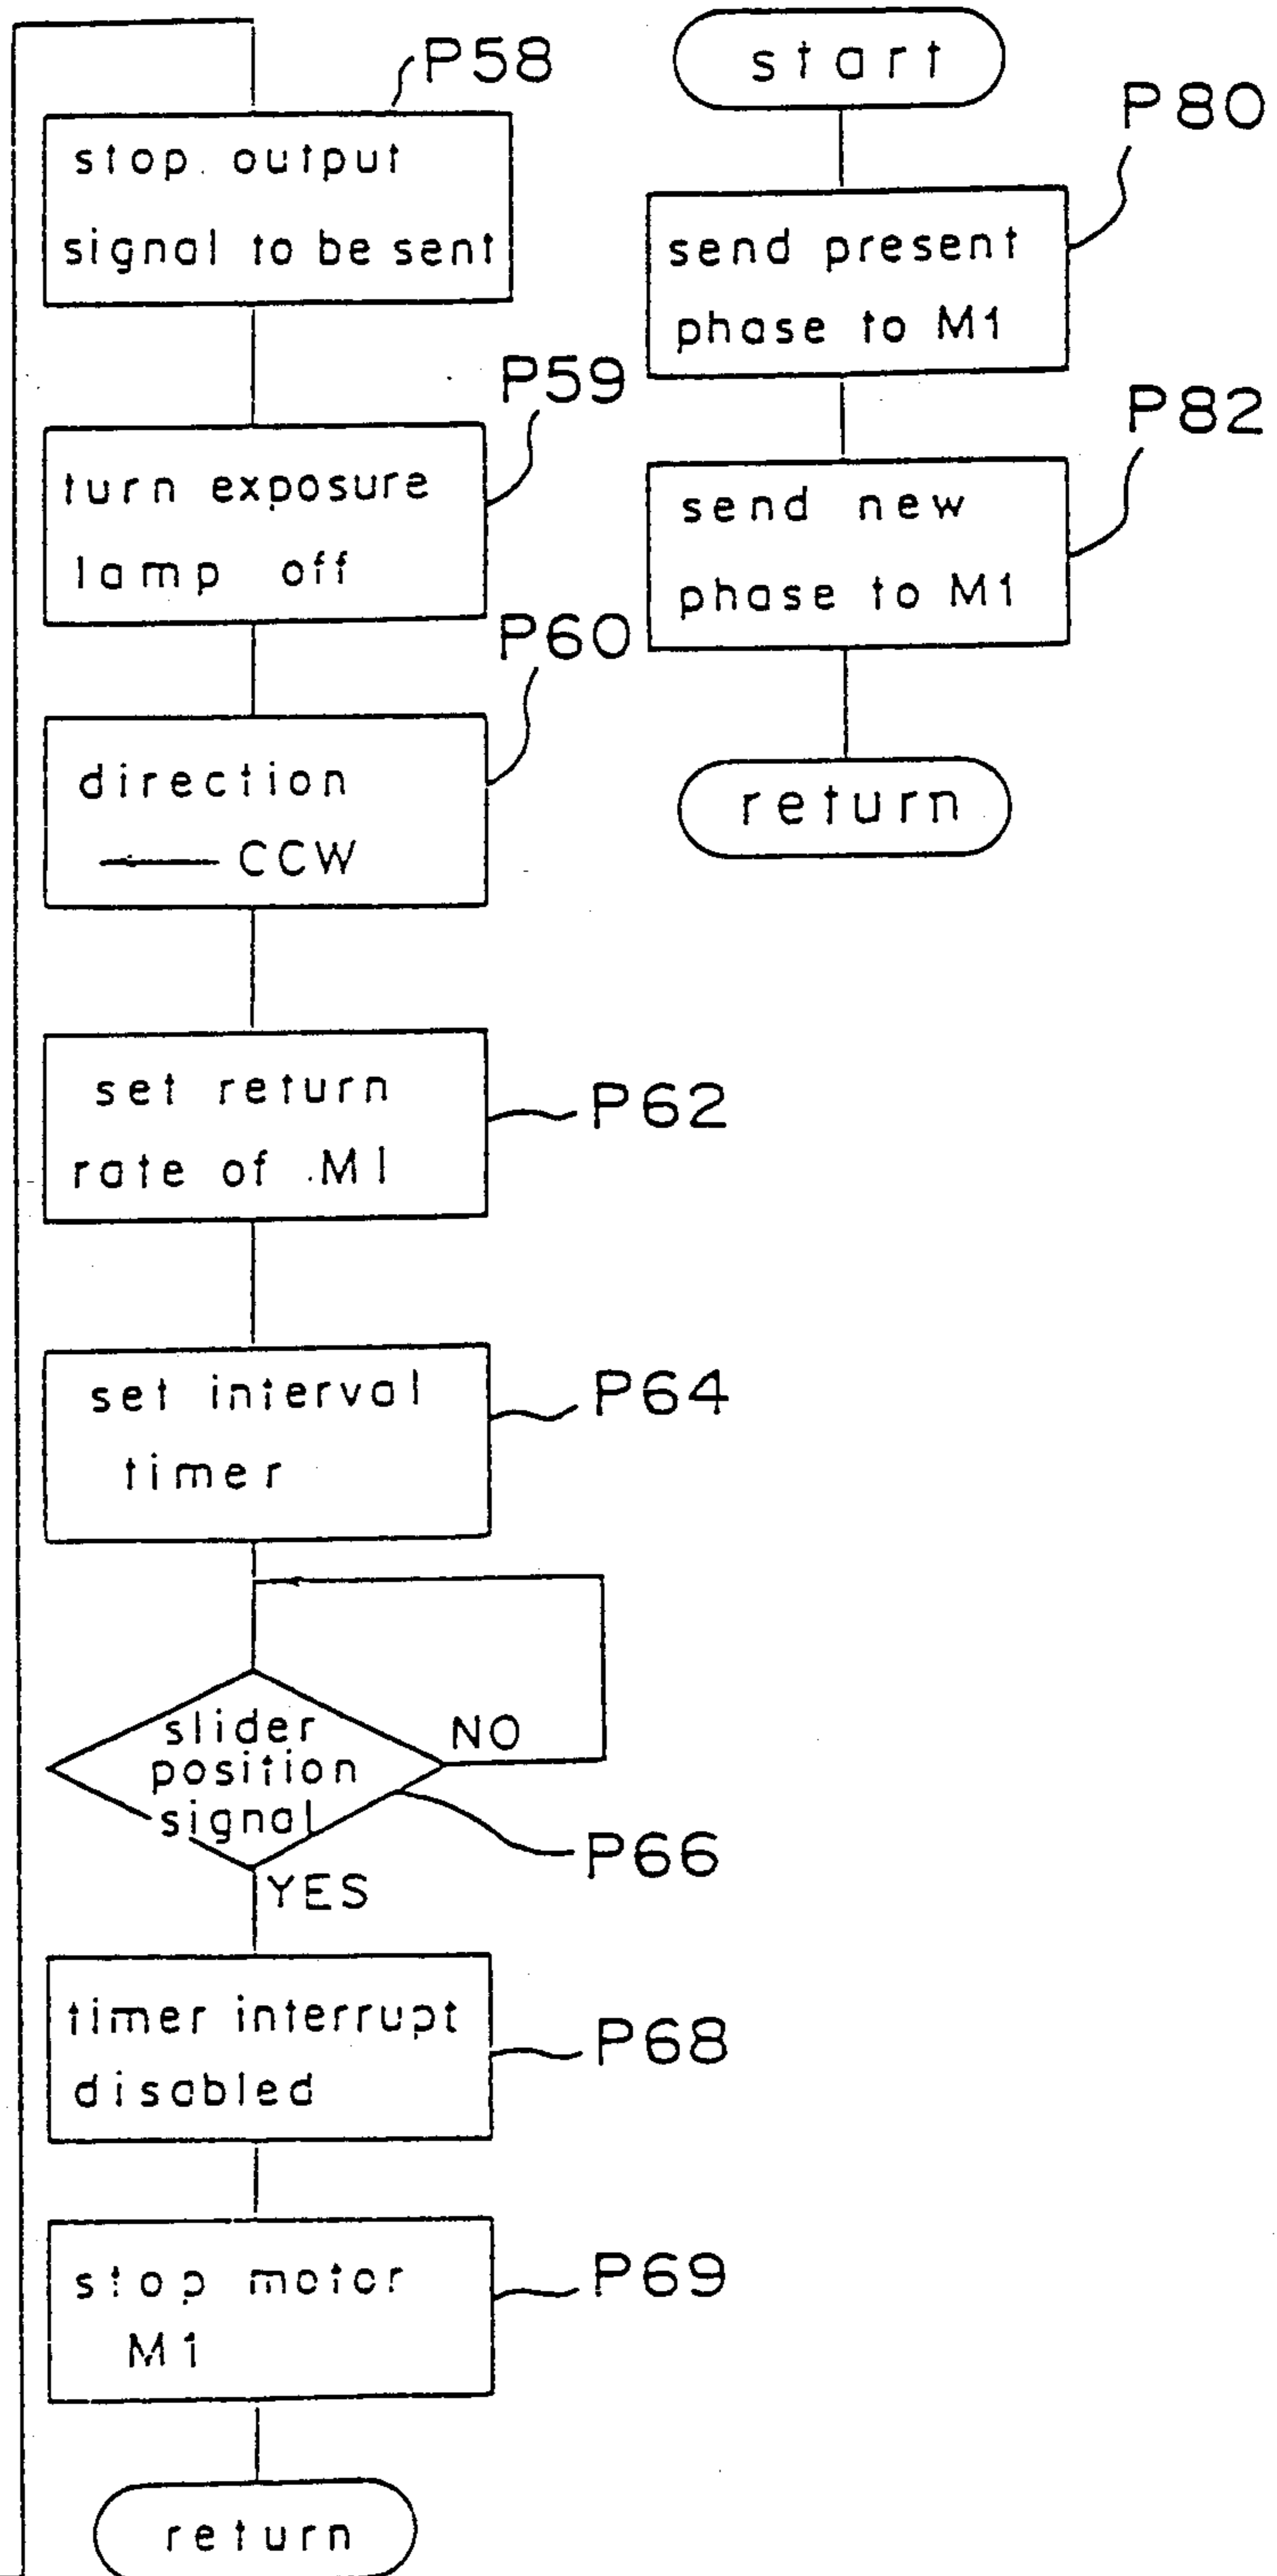 P58
stop output
signal to be sent
P59
turn exposure
lamp off
P60
direction
← CCW
set return
rate of M1
P62
set interval
timer
P64
slider
position
signal
NO
P66
YES
timer interrupt
disabled
P68
stop motor
M1
P69
return
start
P80
send present
phase to M1
P82
send new
phase to M1
return